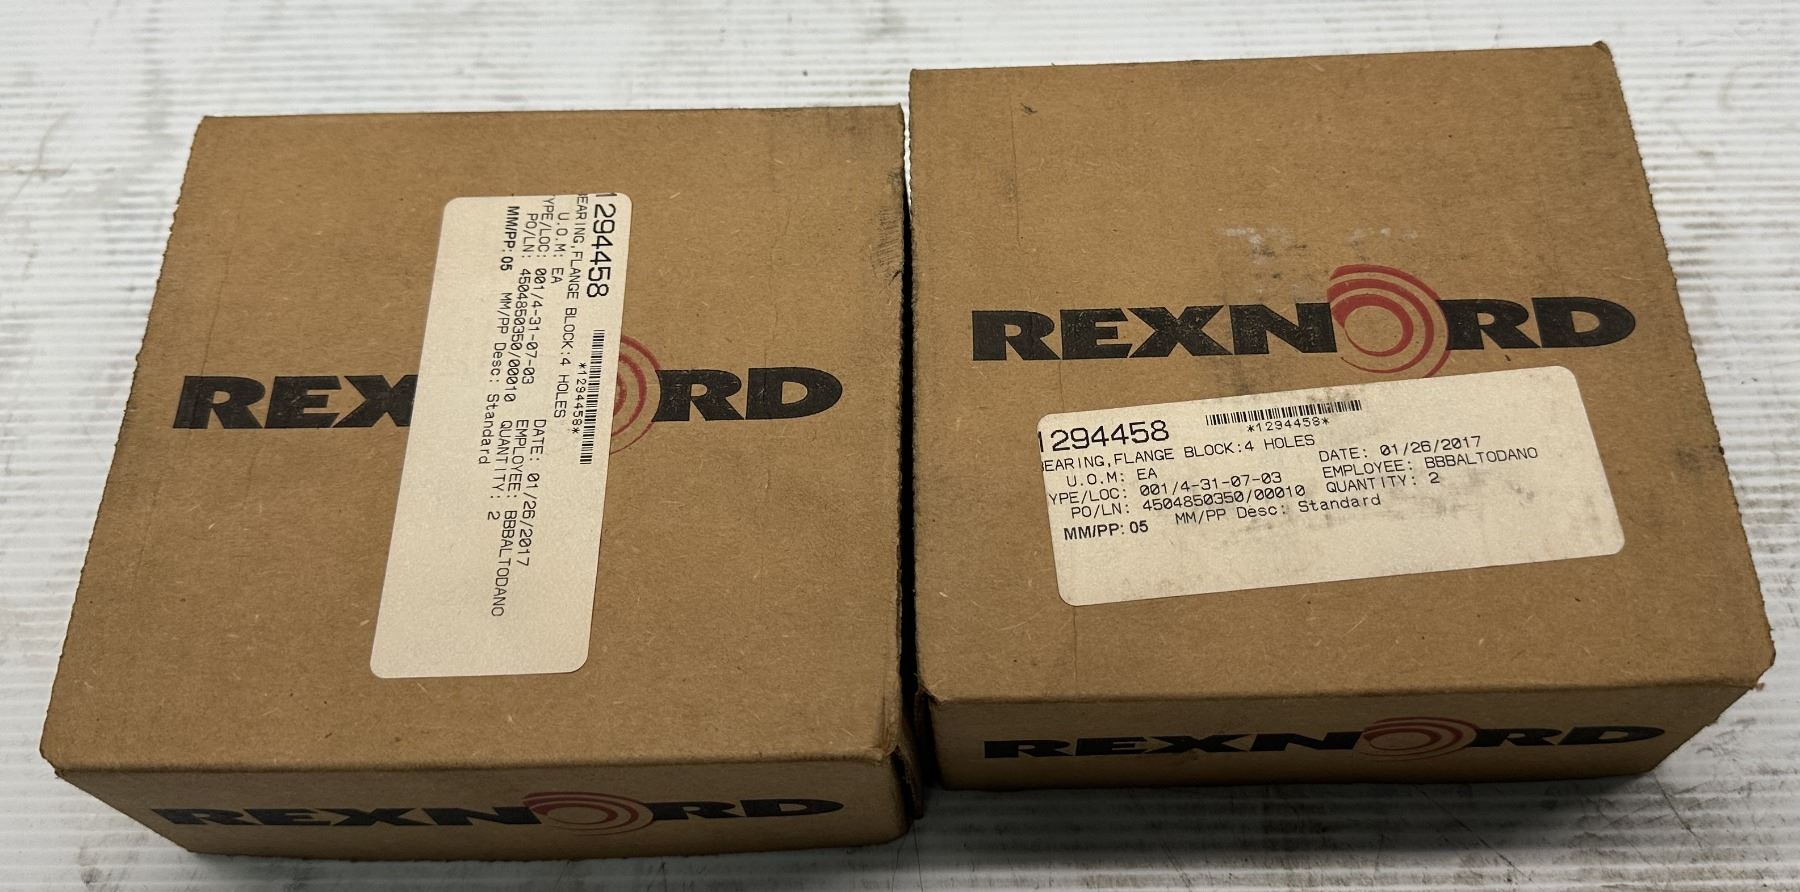 REX RD
1294458
*1294458*
EARING,FLANGE BLOCK:4 HOLES
U.O.M: EA
YPE/LOC: 001/4-31-07-03 DATE: 01/26/2017
PO/LN: 4504850350/00010 EMPLOYEE: BBBALTODANO
MM/PP: 05 MM/PP Desc: Standard QUANTITY: 2
REXNORD
REXNORD
1294458
*1294458*
EARING,FLANGE BLOCK:4 HOLES
U.O.M: EA DATE: 01/26/2017
YPE/LOC: 001/4-31-07-03 EMPLOYEE: BBBALTODANO
PO/LN: 4504850350/00010 QUANTITY: 2
MM/PP: 05 MM/PP Desc: Standard
REXNORD